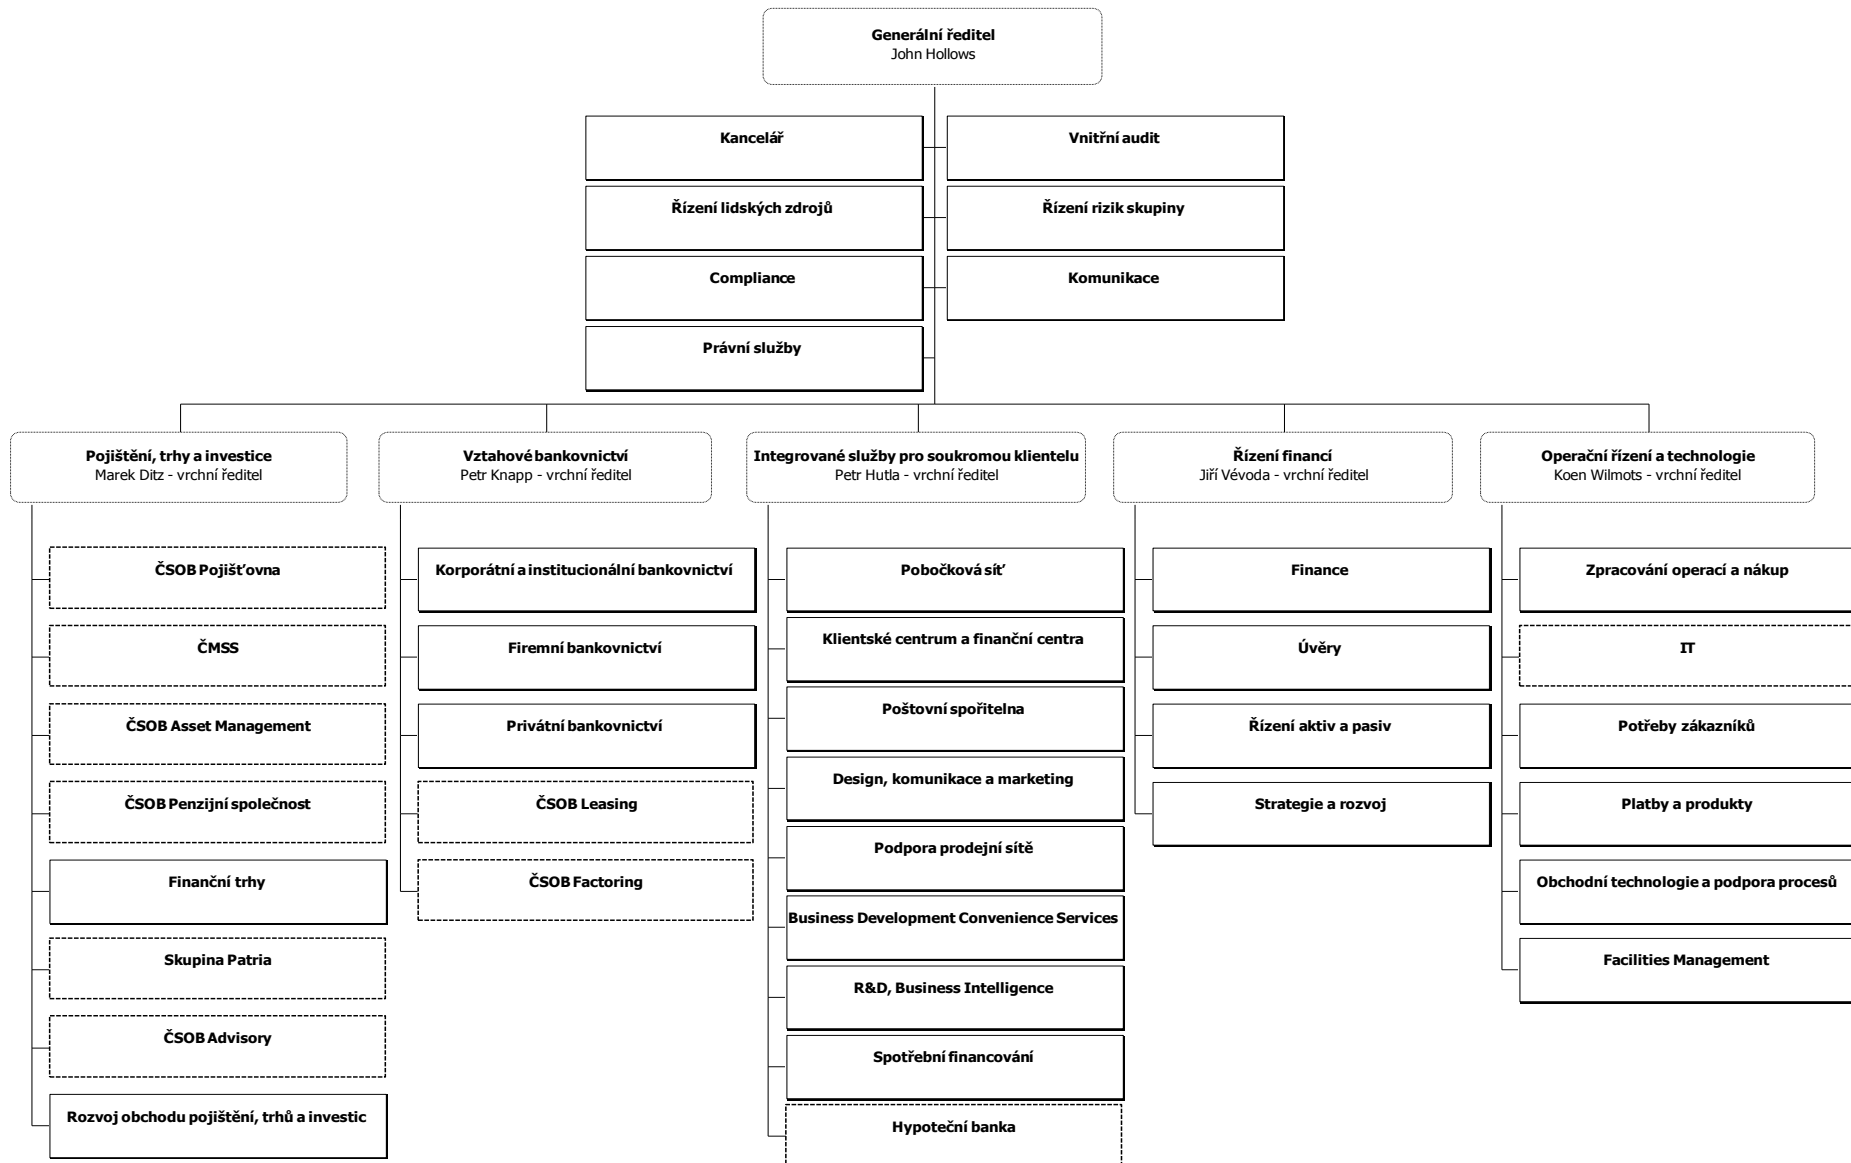 Generální ředitel
John Hollows
Kancelář
Vnitřní audit
Řízení lidských zdrojů
Řízení rizik skupiny
Compliance
Komunikace
Právní služby
Pojištění, trhy a investice
Marek Ditz - vrchní ředitel
Vztahové bankovnictví
Petr Knapp - vrchní ředitel
Integrované služby pro soukromou klientelu
Petr Hutla - vrchní ředitel
Řízení financí
Jiří Vévoda - vrchní ředitel
Operační řízení a technologie
Koen Wilmots - vrchní ředitel
ČSOB Pojišťovna
ČMSS
ČSOB Asset Management
ČSOB Penzijní společnost
Finanční trhy
Skupina Patria
ČSOB Advisory
Rozvoj obchodu pojištění, trhů a investic
Korporátní a institucionální bankovnictví
Firemní bankovnictví
Privátní bankovnictví
ČSOB Leasing
ČSOB Factoring
Pobočková síť
Klientské centrum a finanční centra
Poštovní spořitelna
Design, komunikace a marketing
Podpora prodejní sítě
Business Development Convenience Services
R&D, Business Intelligence
Spotřební financování
Hypoteční banka
Finance
Úvěry
Řízení aktiv a pasiv
Strategie a rozvoj
Zpracování operací a nákup
IT
Potřeby zákazníků
Platby a produkty
Obchodní technologie a podpora procesů
Facilities Management